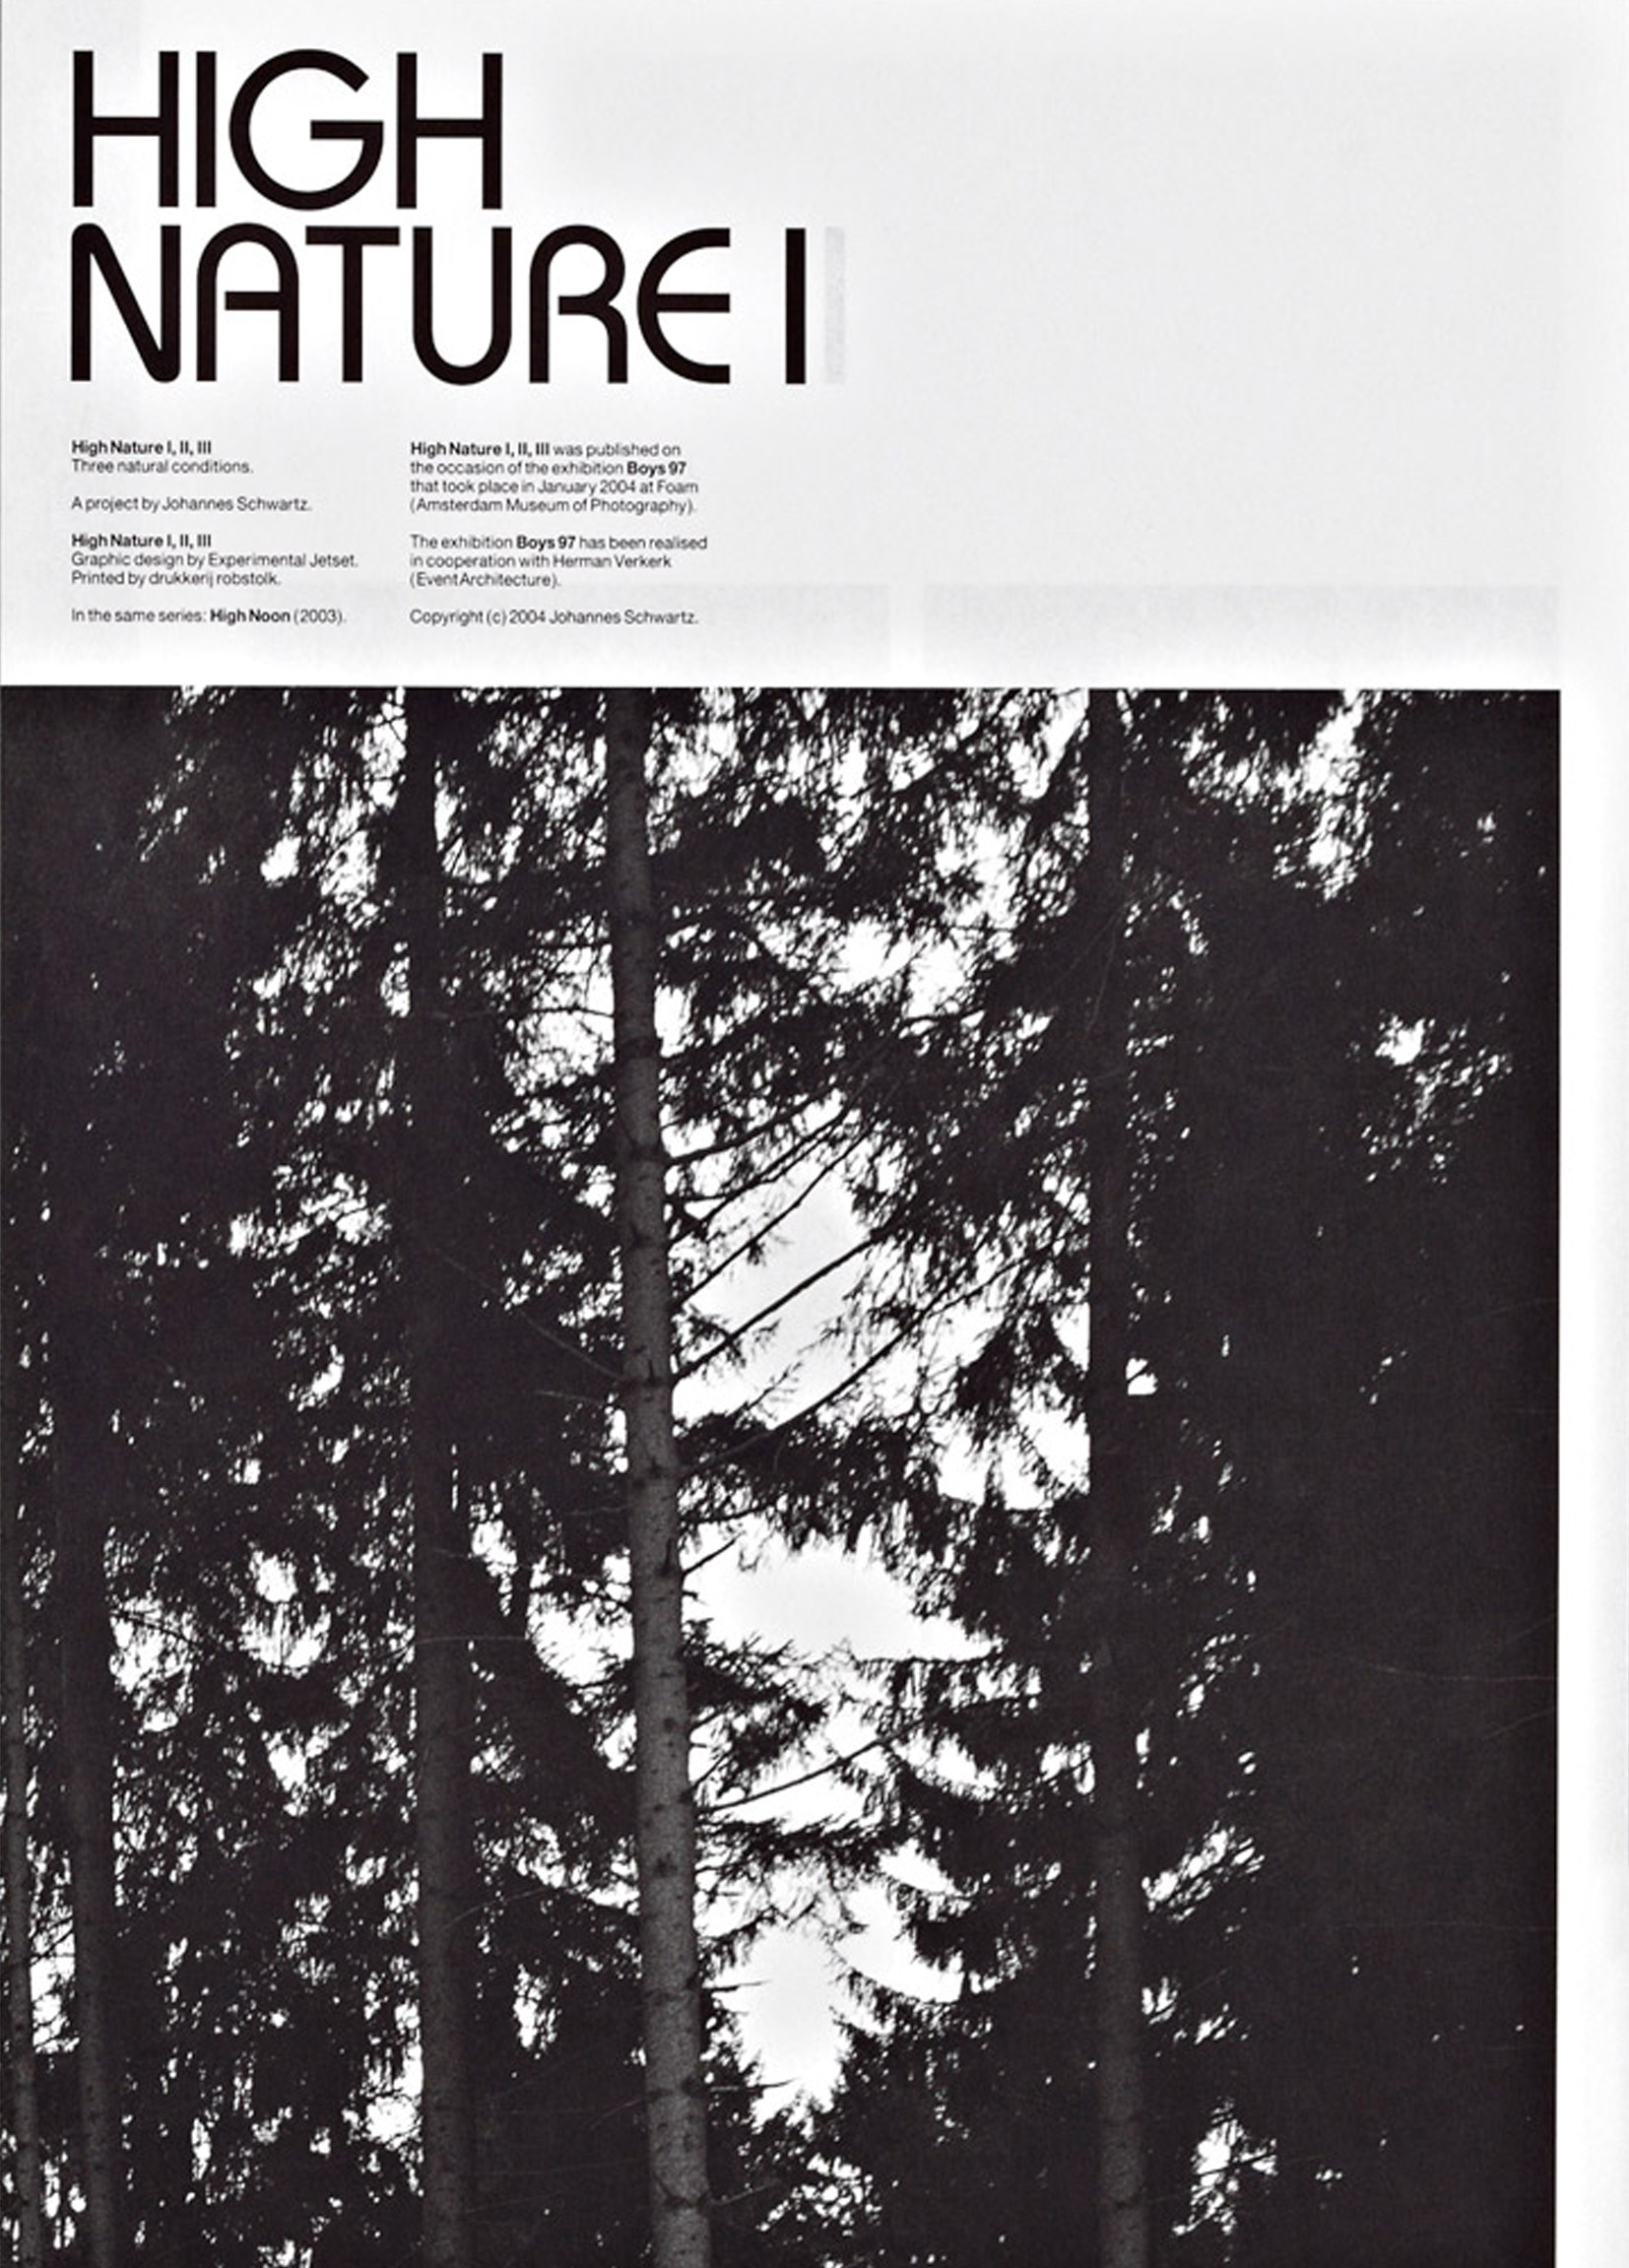 HIGH
NATURE I
High Nature I, II, III
Three natural conditions.
A project by Johannes Schwartz.
High Nature I, II, III
Graphic design by Experimental Jetset.
Printed by drukkerij robstolk.
In the same series: High Noon (2003).
High Nature I, II, III was published on
the occasion of the exhibition Boys 97
that took place in January 2004 at Foam
(Amsterdam Museum of Photography).
The exhibition Boys 97 has been realised
in cooperation with Herman Verkerk
(EventArchitecture).
Copyright (c) 2004 Johannes Schwartz.